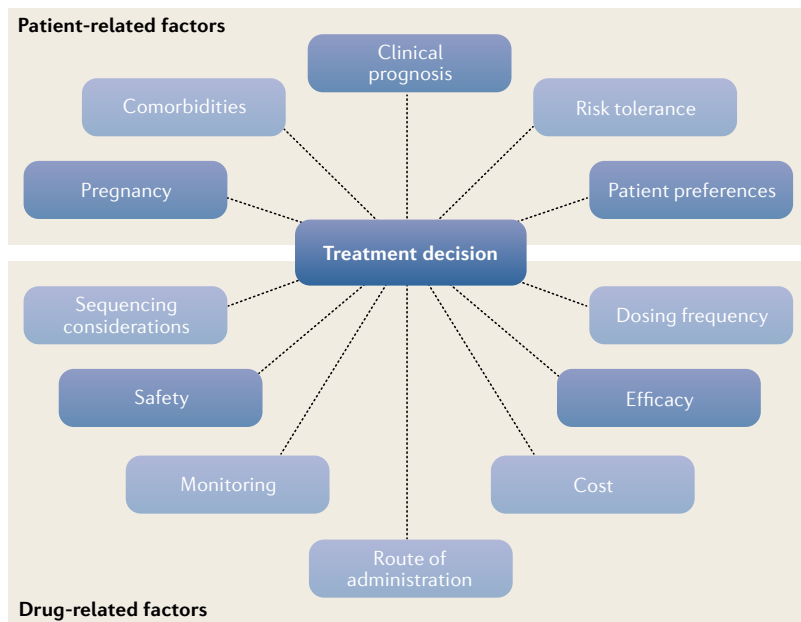 Patient-related factors
Clinical
prognosis
Comorbidities
Risk tolerance
Pregnancy
Patient preferences
Treatment decision
Sequencing
considerations
Dosing frequency
Safety
Efficacy
Monitoring
Cost
Route of
administration
Drug-related factors